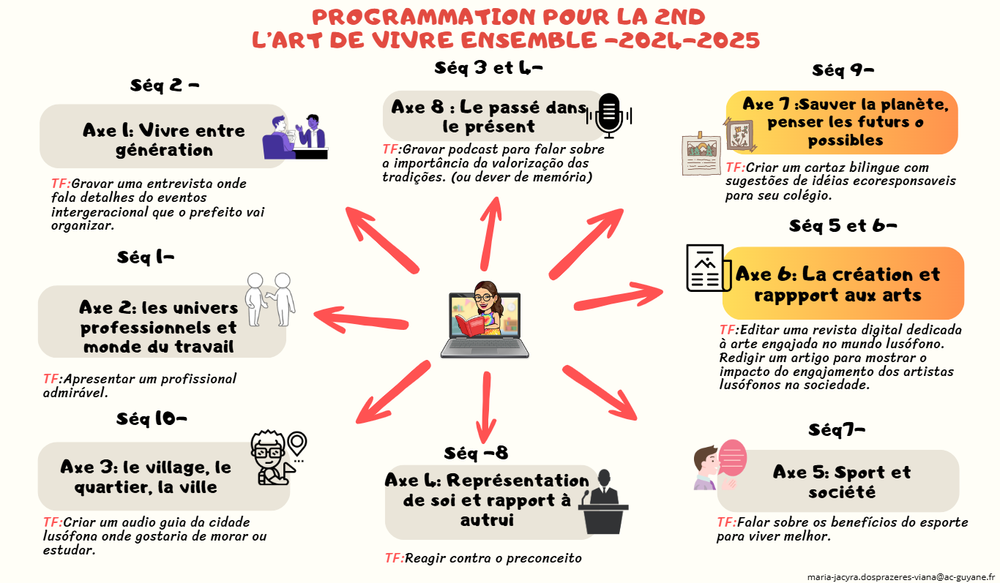 PROGRAMMATION POUR LA 2ND
L'ART DE VIVRE ENSEMBLE -2024-2025
Séq 2 -
Axe 1: Vivre entre
génération
TF:Gravar uma entrevista onde
fala detalhes do eventos
intergeracional que o prefeito vai
organizar.
Séq 3 et 4-
Axe 8 : Le passé dans
le présent
TF:Gravar podcast para falar sobre
a importância da valorização das
tradições. (ou dever de memória)
Séq 9-
Axe 7 :Sauver la planète,
penser les futurs o
possibles
TF:Criar um cartaz bilingue com
sugestões de idéias ecoresponsaveis
para seu colégio.
Séq 1-
Axe 2: les univers
professionnels et
monde du travail
TF:Apresentar um profissional
admirável.
Séq 5 et 6-
Axe 6: La création et
rappport aux arts
TF:Editar uma revista digital dedicada
à arte engajada no mundo lusófono.
Redigir um artigo para mostrar o
impacto do engajamento dos artistas
lusófonos na sociedade.
Séq 10-
Axe 3: le village, le
quartier, la ville
TF:Criar um audio guia da cidade
lusófona onde gostaria de morar ou
estudar.
Séq -8
Axe 4: Représentation
de soi et rapport à
autrui
TF:Reagir contra o preconceito
Séq7-
Axe 5: Sport et
société
TF:Falar sobre os benefícios do esporte
para viver melhor.
maria-jacyra.dosprazeres-viana@ac-guyane.fr